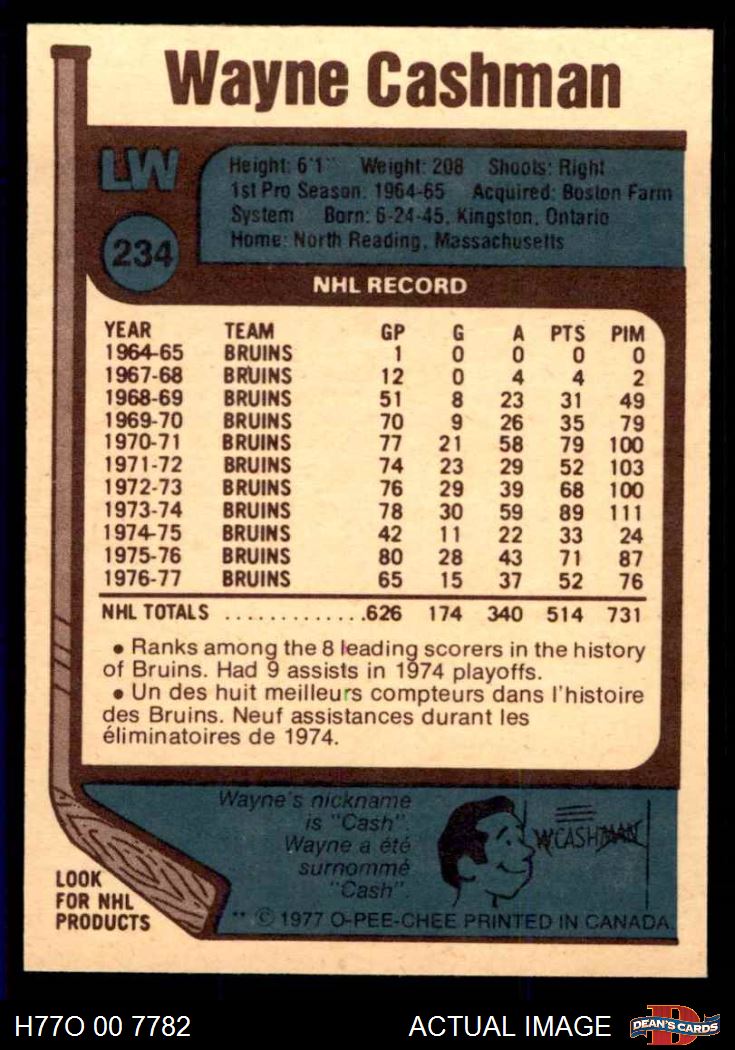 Wayne Cashman
LW
234
Height: 6'1" Weight: 208 Shoots: Right
1st Pro Season: 1964-65 Acquired: Boston Farm
System Born: 6-24-45, Kingston, Ontario
Home: North Reading, Massachusetts
NHL RECORD
YEAR TEAM GP G A PTS PIM
1964-65 BRUINS 1 0 0 0 0
1967-68 BRUINS 12 0 4 4 2
1968-69 BRUINS 51 8 23 31 49
1969-70 BRUINS 70 9 26 35 79
1970-71 BRUINS 77 21 58 79 100
1971-72 BRUINS 74 23 29 52 103
1972-73 BRUINS 76 29 39 68 100
1973-74 BRUINS 78 30 59 89 111
1974-75 BRUINS 42 11 22 33 24
1975-76 BRUINS 80 28 43 71 87
1976-77 BRUINS 65 15 37 52 76
NHL TOTALS .............626 174 340 514 731
• Ranks among the 8 leading scorers in the history
of Bruins. Had 9 assists in 1974 playoffs.
• Un des huit meilleurs compteurs dans l'histoire
des Bruins. Neuf assistances durant les
éliminatoires de 1974.
Wayne's nickname
is "Cash".
Wayne a été
surnommé
"Cash".
W.CASHMAN
LOOK
FOR NHL
PRODUCTS
** © 1977 O-PEE-CHEE PRINTED IN CANADA
H77O 00 7782
ACTUAL IMAGE
D
DEAN'S CARDS